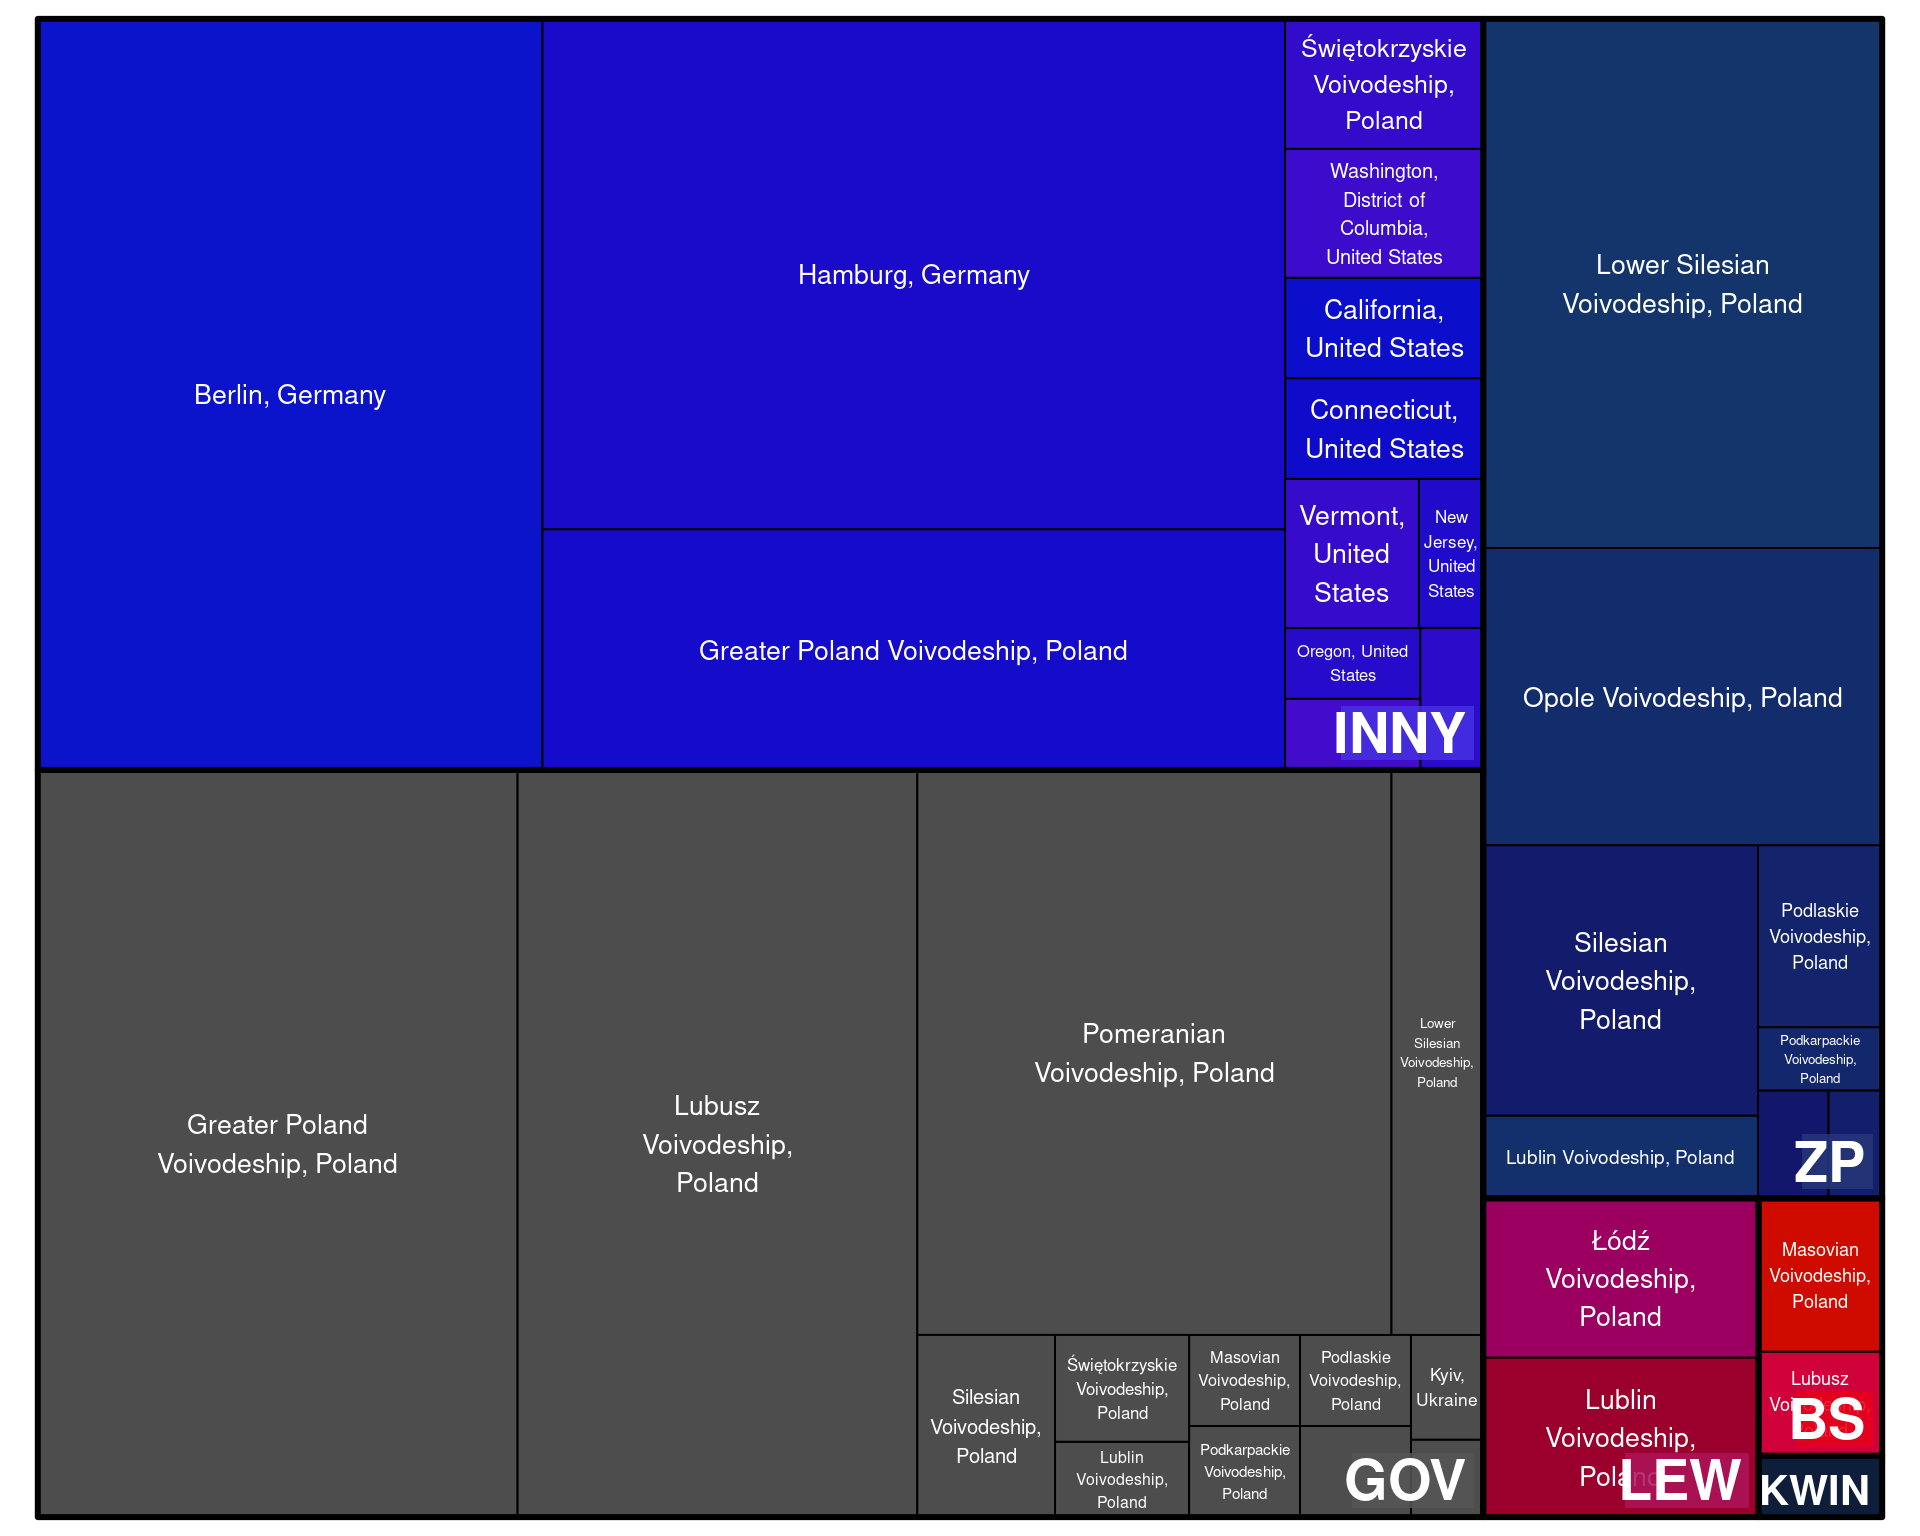 Berlin, Germany
Hamburg, Germany
Greater Poland Voivodeship, Poland
Świętokrzyskie
Voivodeship,
Poland
Washington,
District of
Columbia,
United States
California,
United States
Connecticut,
United States
Vermont,
United
States
New
Jersey,
United
States
Oregon, United
States
INNY
Greater Poland
Voivodeship, Poland
Lubusz
Voivodeship,
Poland
Pomeranian
Voivodeship, Poland
Lower
Silesian
Voivodeship,
Poland
Silesian
Voivodeship,
Poland
Świętokrzyskie
Voivodeship,
Poland
Lublin
Voivodeship,
Poland
Masovian
Voivodeship,
Poland
Podkarpackie
Voivodeship,
Poland
Podlaskie
Voivodeship,
Poland
Kyiv,
Ukraine
GOV
Lower Silesian
Voivodeship, Poland
Opole Voivodeship, Poland
Silesian
Voivodeship,
Poland
Lublin Voivodeship, Poland
Podlaskie
Voivodeship,
Poland
Podkarpackie
Voivodeship,
Poland
ZP
Łódź
Voivodeship,
Poland
Lublin
Voivodeship,
Poland
LEW
Masovian
Voivodeship,
Poland
Lubusz
Voivodeship,
BS
KWIN